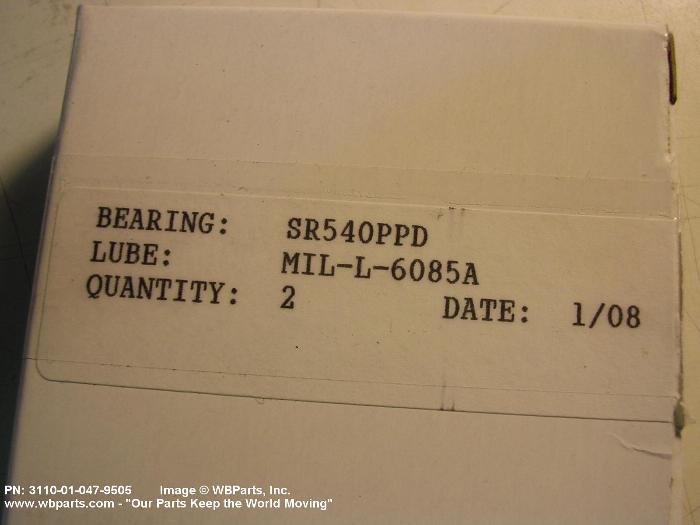 BEARING: SR540PPD
LUBE: MIL-L-6085A
QUANTITY: 2 DATE: 1/08
PN: 3110-01-047-9505 Image © WBParts, Inc.
www.wbparts.com - "Our Parts Keep the World Moving"